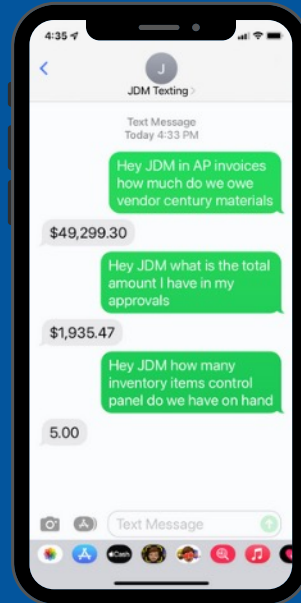 4:35
J
JDM Texting
Text Message
Today 4:33 PM
Hey JDM in AP invoices
how much do we owe
vendor century materials
$49,299.30
Hey JDM what is the total
amount I have in my
approvals
$1,935.47
Hey JDM how many
inventory items control
panel do we have on hand
5.00
Text Message
Cash